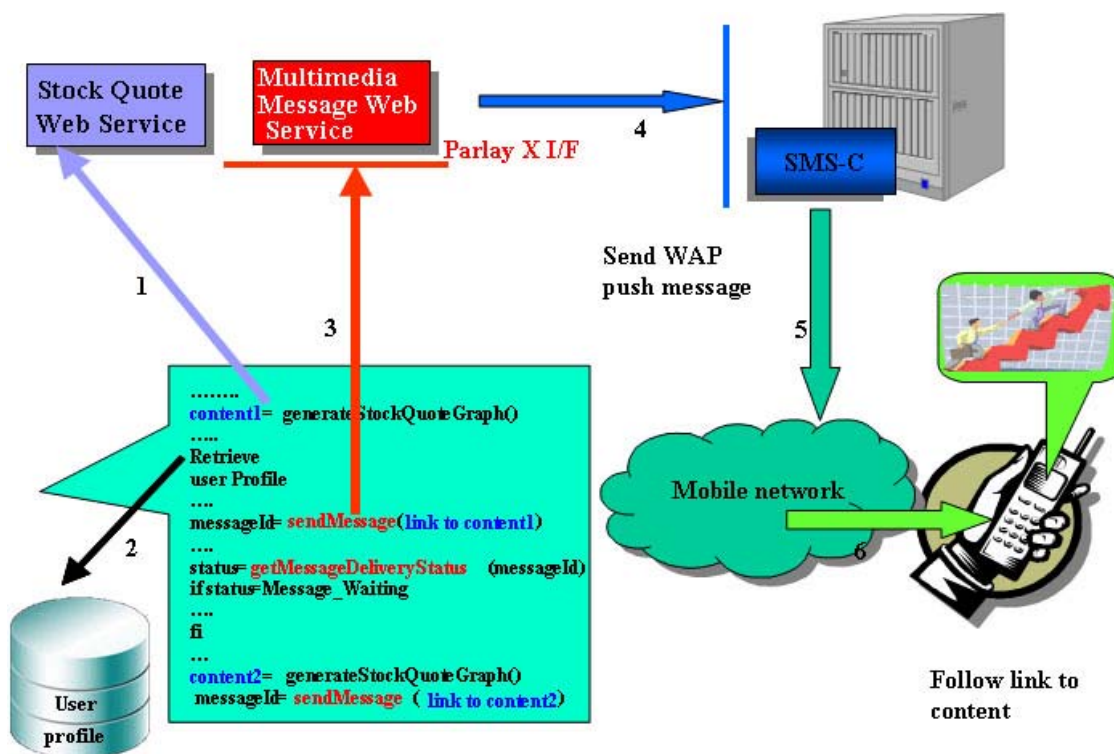 Stock Quote
Web Service
Multimedia
Message Web
Service
Parlay X I/F
4
SMS-C
1
3
Send WAP
push message
5
........
content1= generateStockQuoteGraph()
.....
Retrieve
user Profile
....
messageId= sendMessage(link to content1)
....
status= getMessageDeliveryStatus (messageId)
if status=Message_Waiting
....
fi
...
content2= generateStockQuoteGraph()
messageId= sendMessage ( link to content2)
2
User
profile
Mobile network
6
Follow link to
content